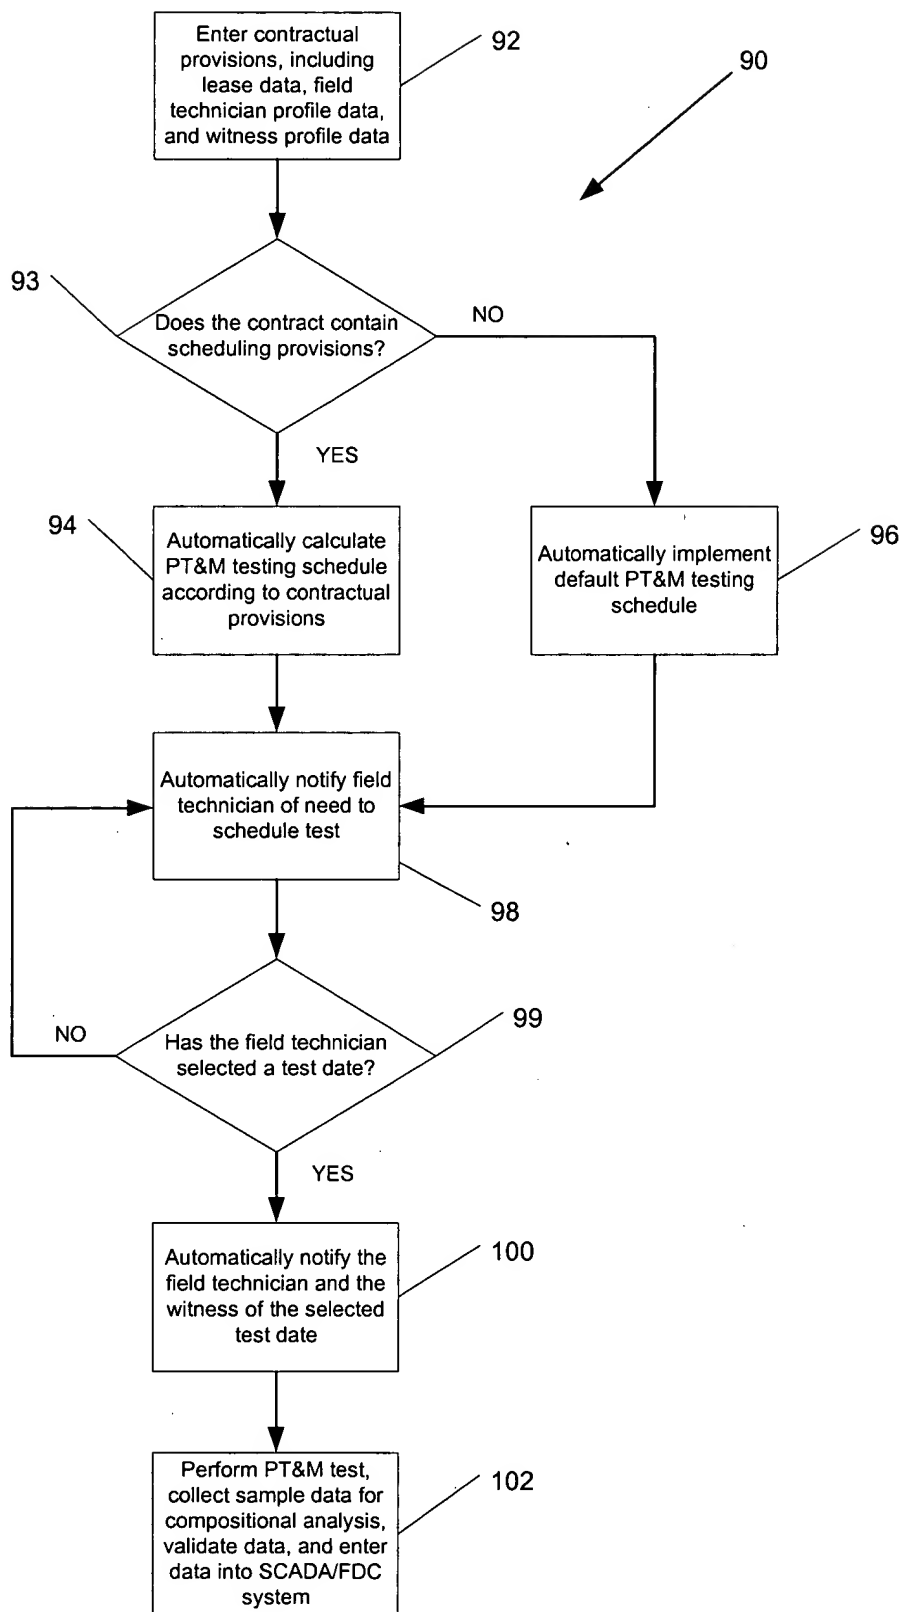 Enter contractual
provisions, including
lease data, field
technician profile data,
and witness profile data
92
90
93
Does the contract contain
scheduling provisions?
NO
YES
94
Automatically calculate
PT&M testing schedule
according to contractual
provisions
Automatically implement
default PT&M testing
schedule
96
Automatically notify field
technician of need to
schedule test
98
99
NO
Has the field technician
selected a test date?
YES
Automatically notify the
field technician and the
witness of the selected
test date
100
Perform PT&M test,
collect sample data for
compositional analysis,
validate data, and enter
data into SCADA/FDC
system
102